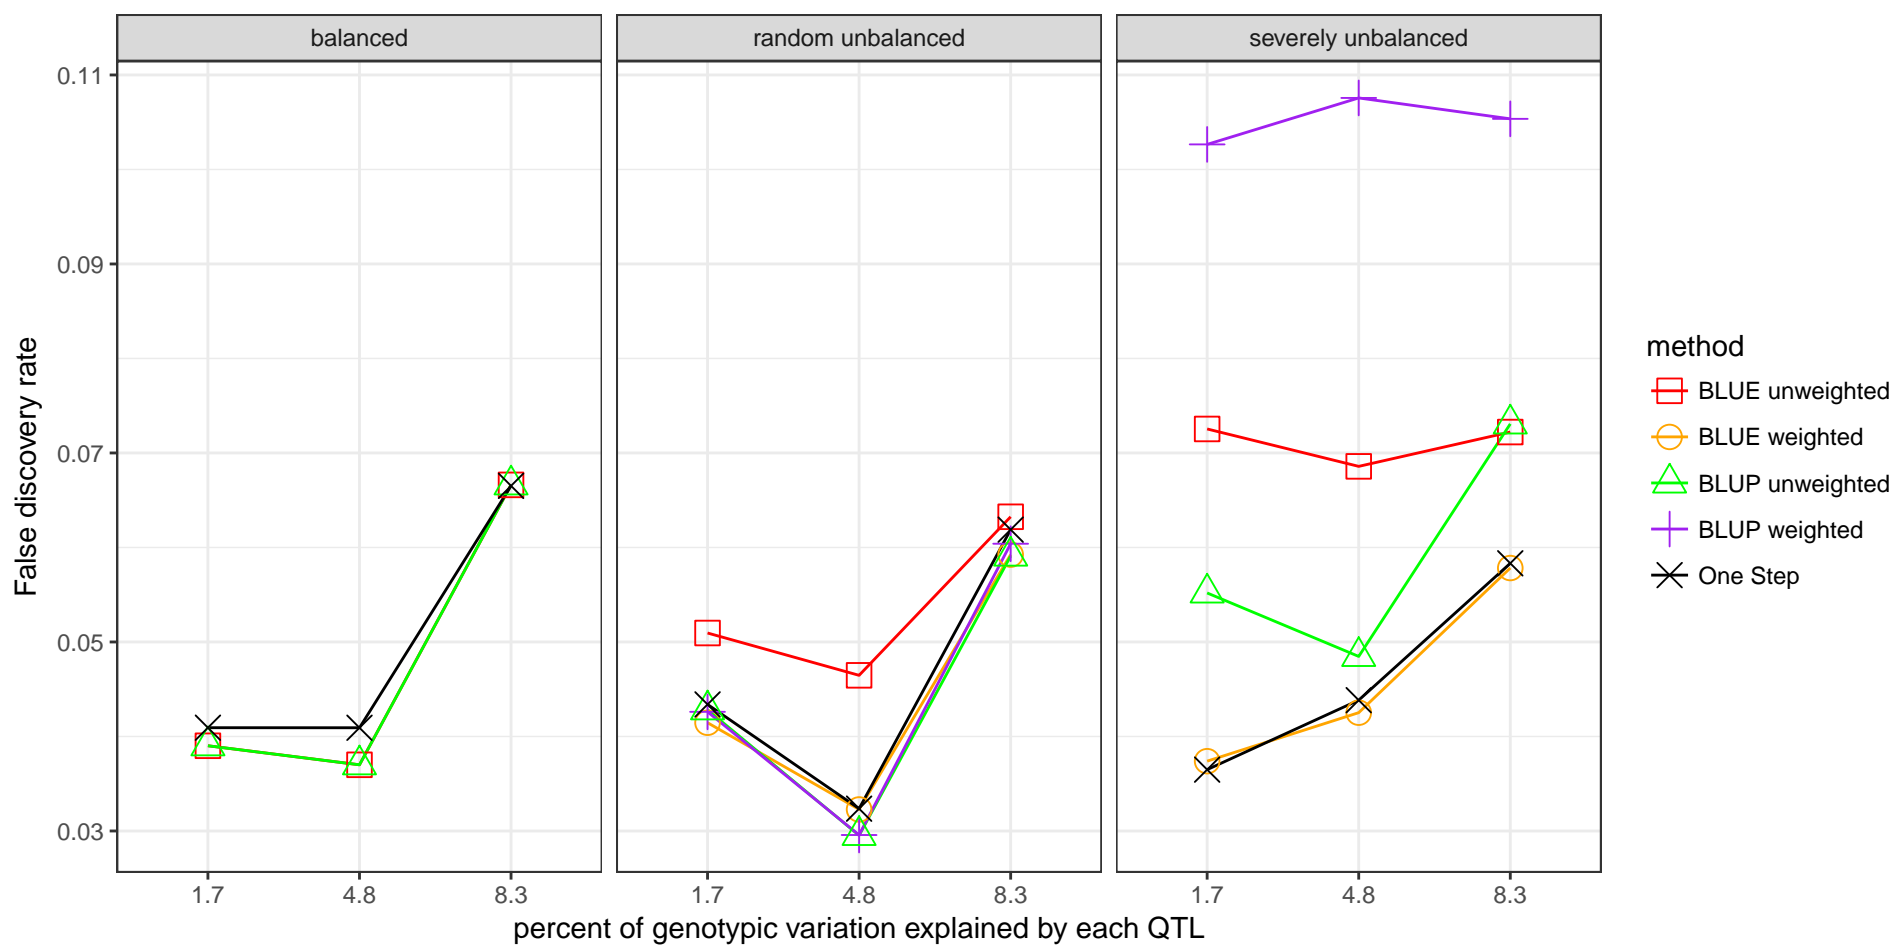 balanced
random unbalanced
severely unbalanced
0.11
0.09
0.07
0.05
0.03
False discovery rate
1.7 4.8 8.3
1.7 4.8 8.3
1.7 4.8 8.3
percent of genotypic variation explained by each QTL
method
BLUE unweighted
BLUE weighted
BLUP unweighted
BLUP weighted
One Step